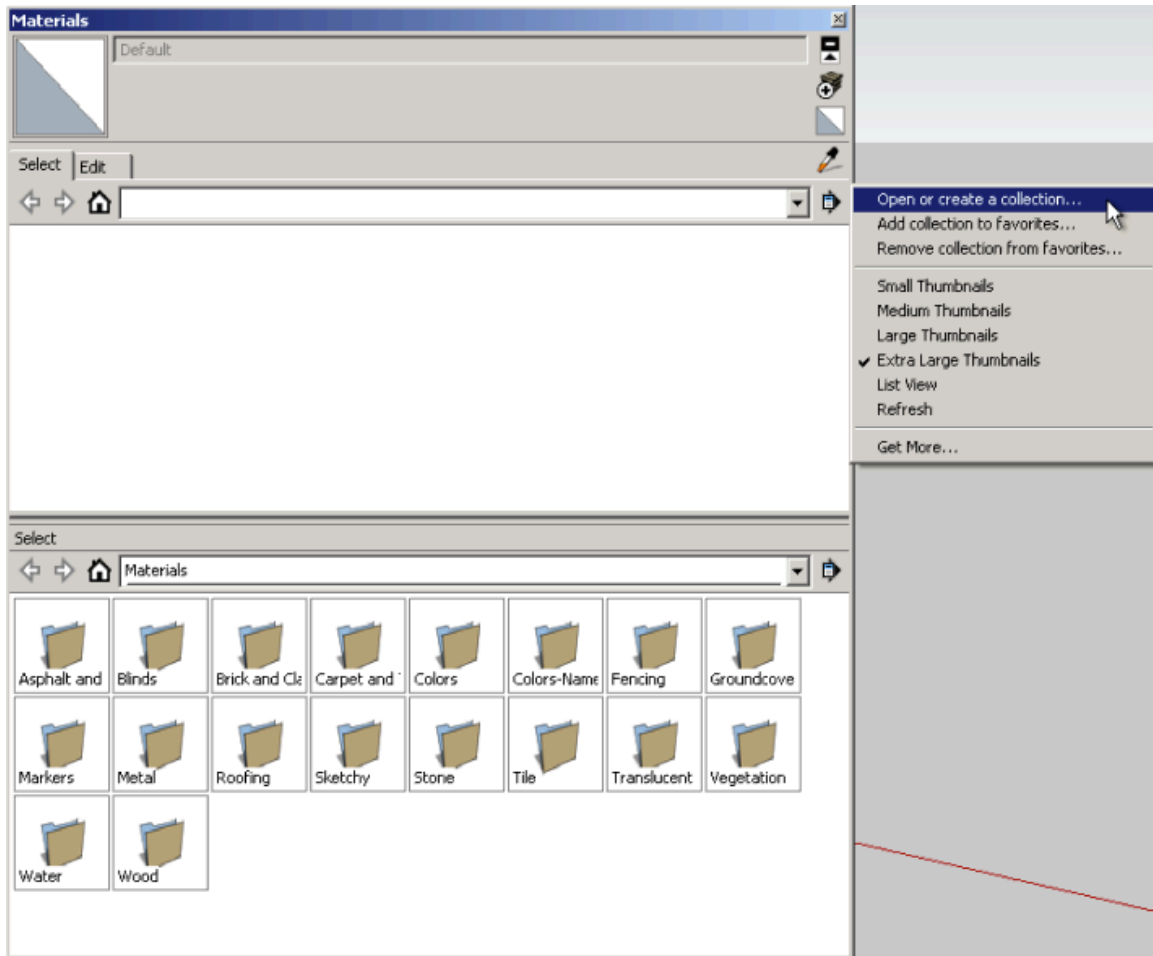 Materials
Default
Select Edit
Open or create a collection...
Add collection to favorites...
Remove collection from favorites...
Small Thumbnails
Medium Thumbnails
Large Thumbnails
Extra Large Thumbnails
List View
Refresh
Get More...
Select
Materials
Asphalt and Blinds Brick and Cla Carpet and Colors Colors-Name Fencing Groundcove
Markers Metal Roofing Sketchy Stone Tile Translucent Vegetation
Water Wood